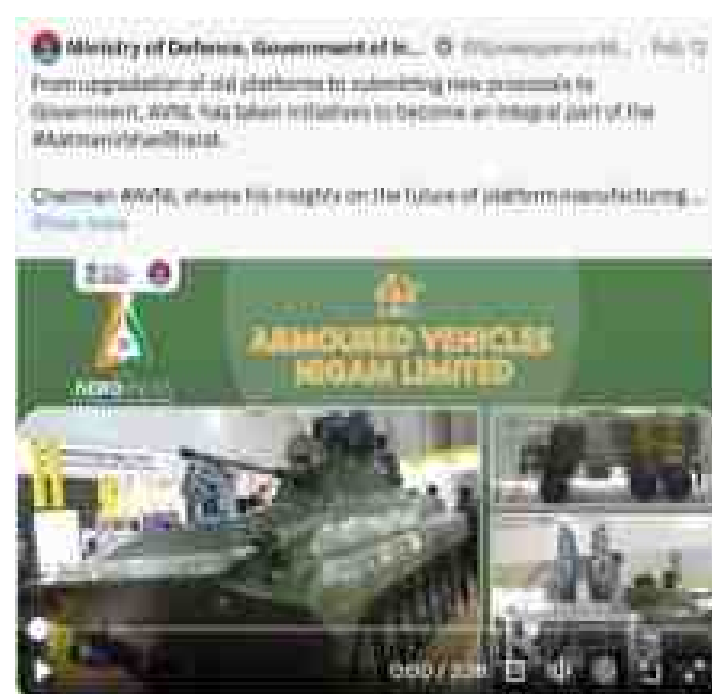 Ministry of Defence, Government of In...
From upgradation of old platforms to submitting new proposals to
Government, AVNL has taken initiatives to become an integral part of the
#AatmanirbharBharat.
Chairman AVNL, shares his insights on the future of platform manufacturing...
Show more
ARMOURED VEHICLES
NIGAM LIMITED